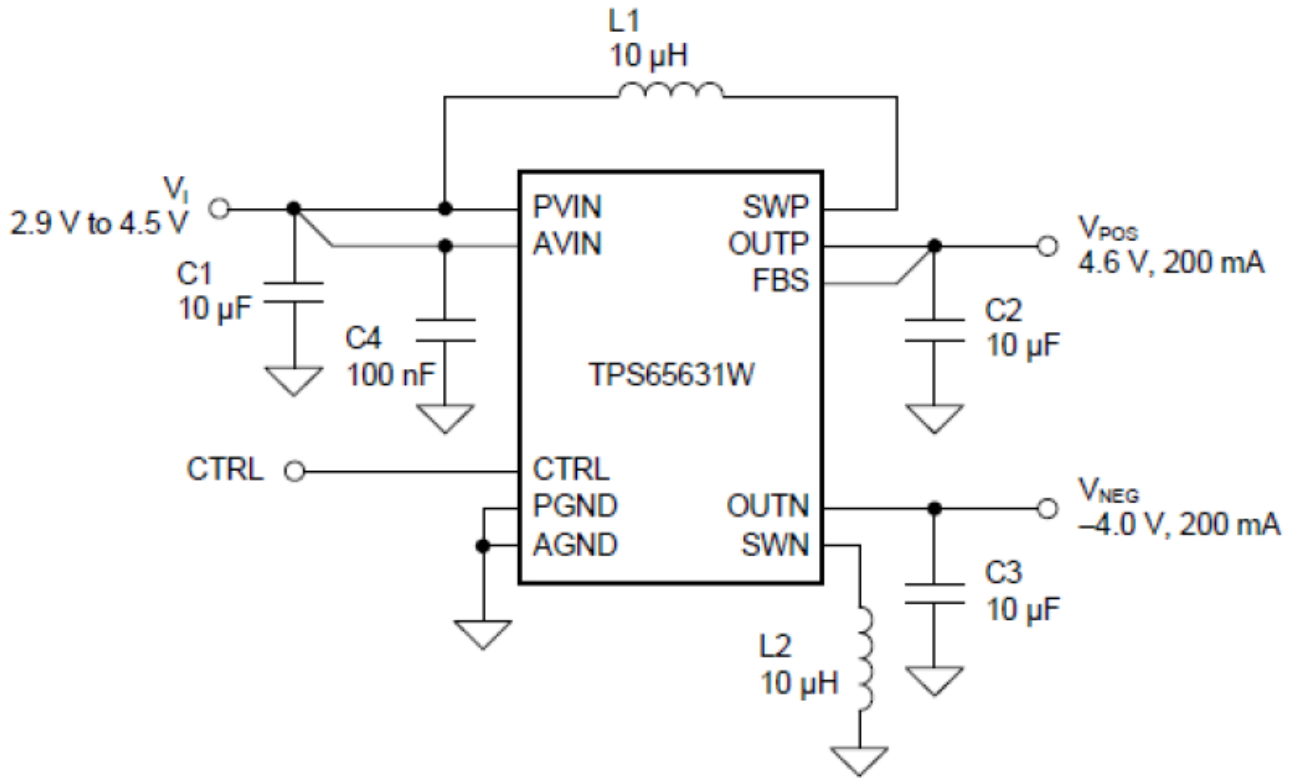 L1
10 µH
VI
2.9 V to 4.5 V
PVIN
SWP
AVIN
OUTP
VPOS
4.6 V, 200 mA
FBS
C1
10 µF
C2
10 µF
C4
100 nF
TPS65631W
CTRL
CTRL
PGND
OUTN
VNEG
–4.0 V, 200 mA
AGND
SWN
C3
10 µF
L2
10 µH